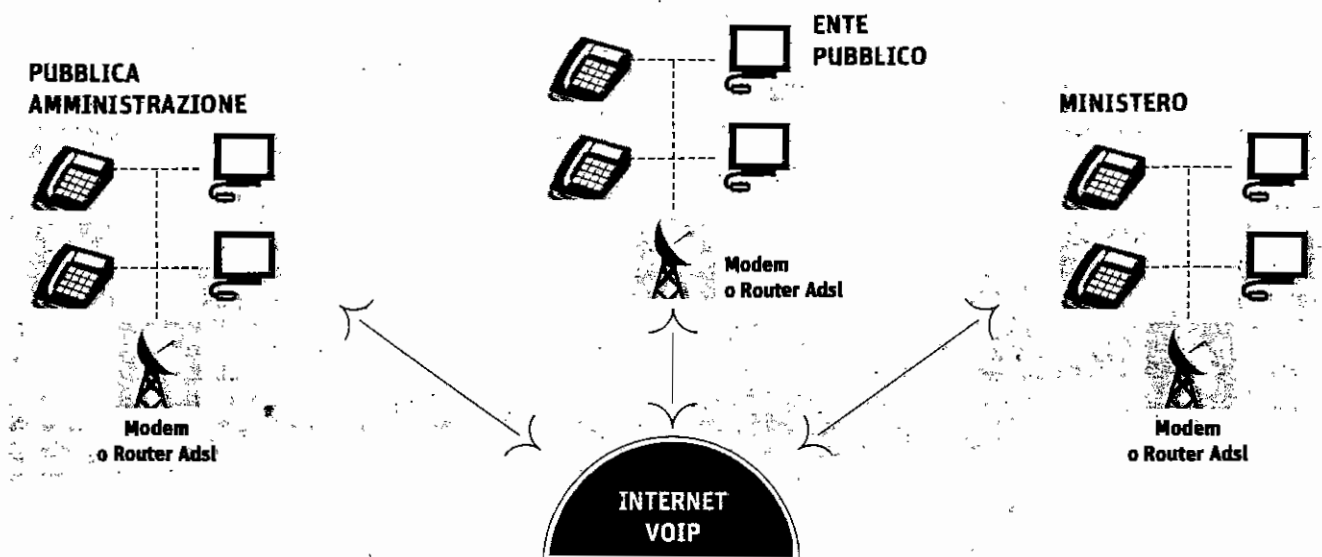 PUBBLICA
AMMINISTRAZIONE
Modem
o Router Adsl
ENTE
PUBBLICO
Modem
o Router Adsl
MINISTERO
Modem
o Router Adsl
INTERNET
VOIP